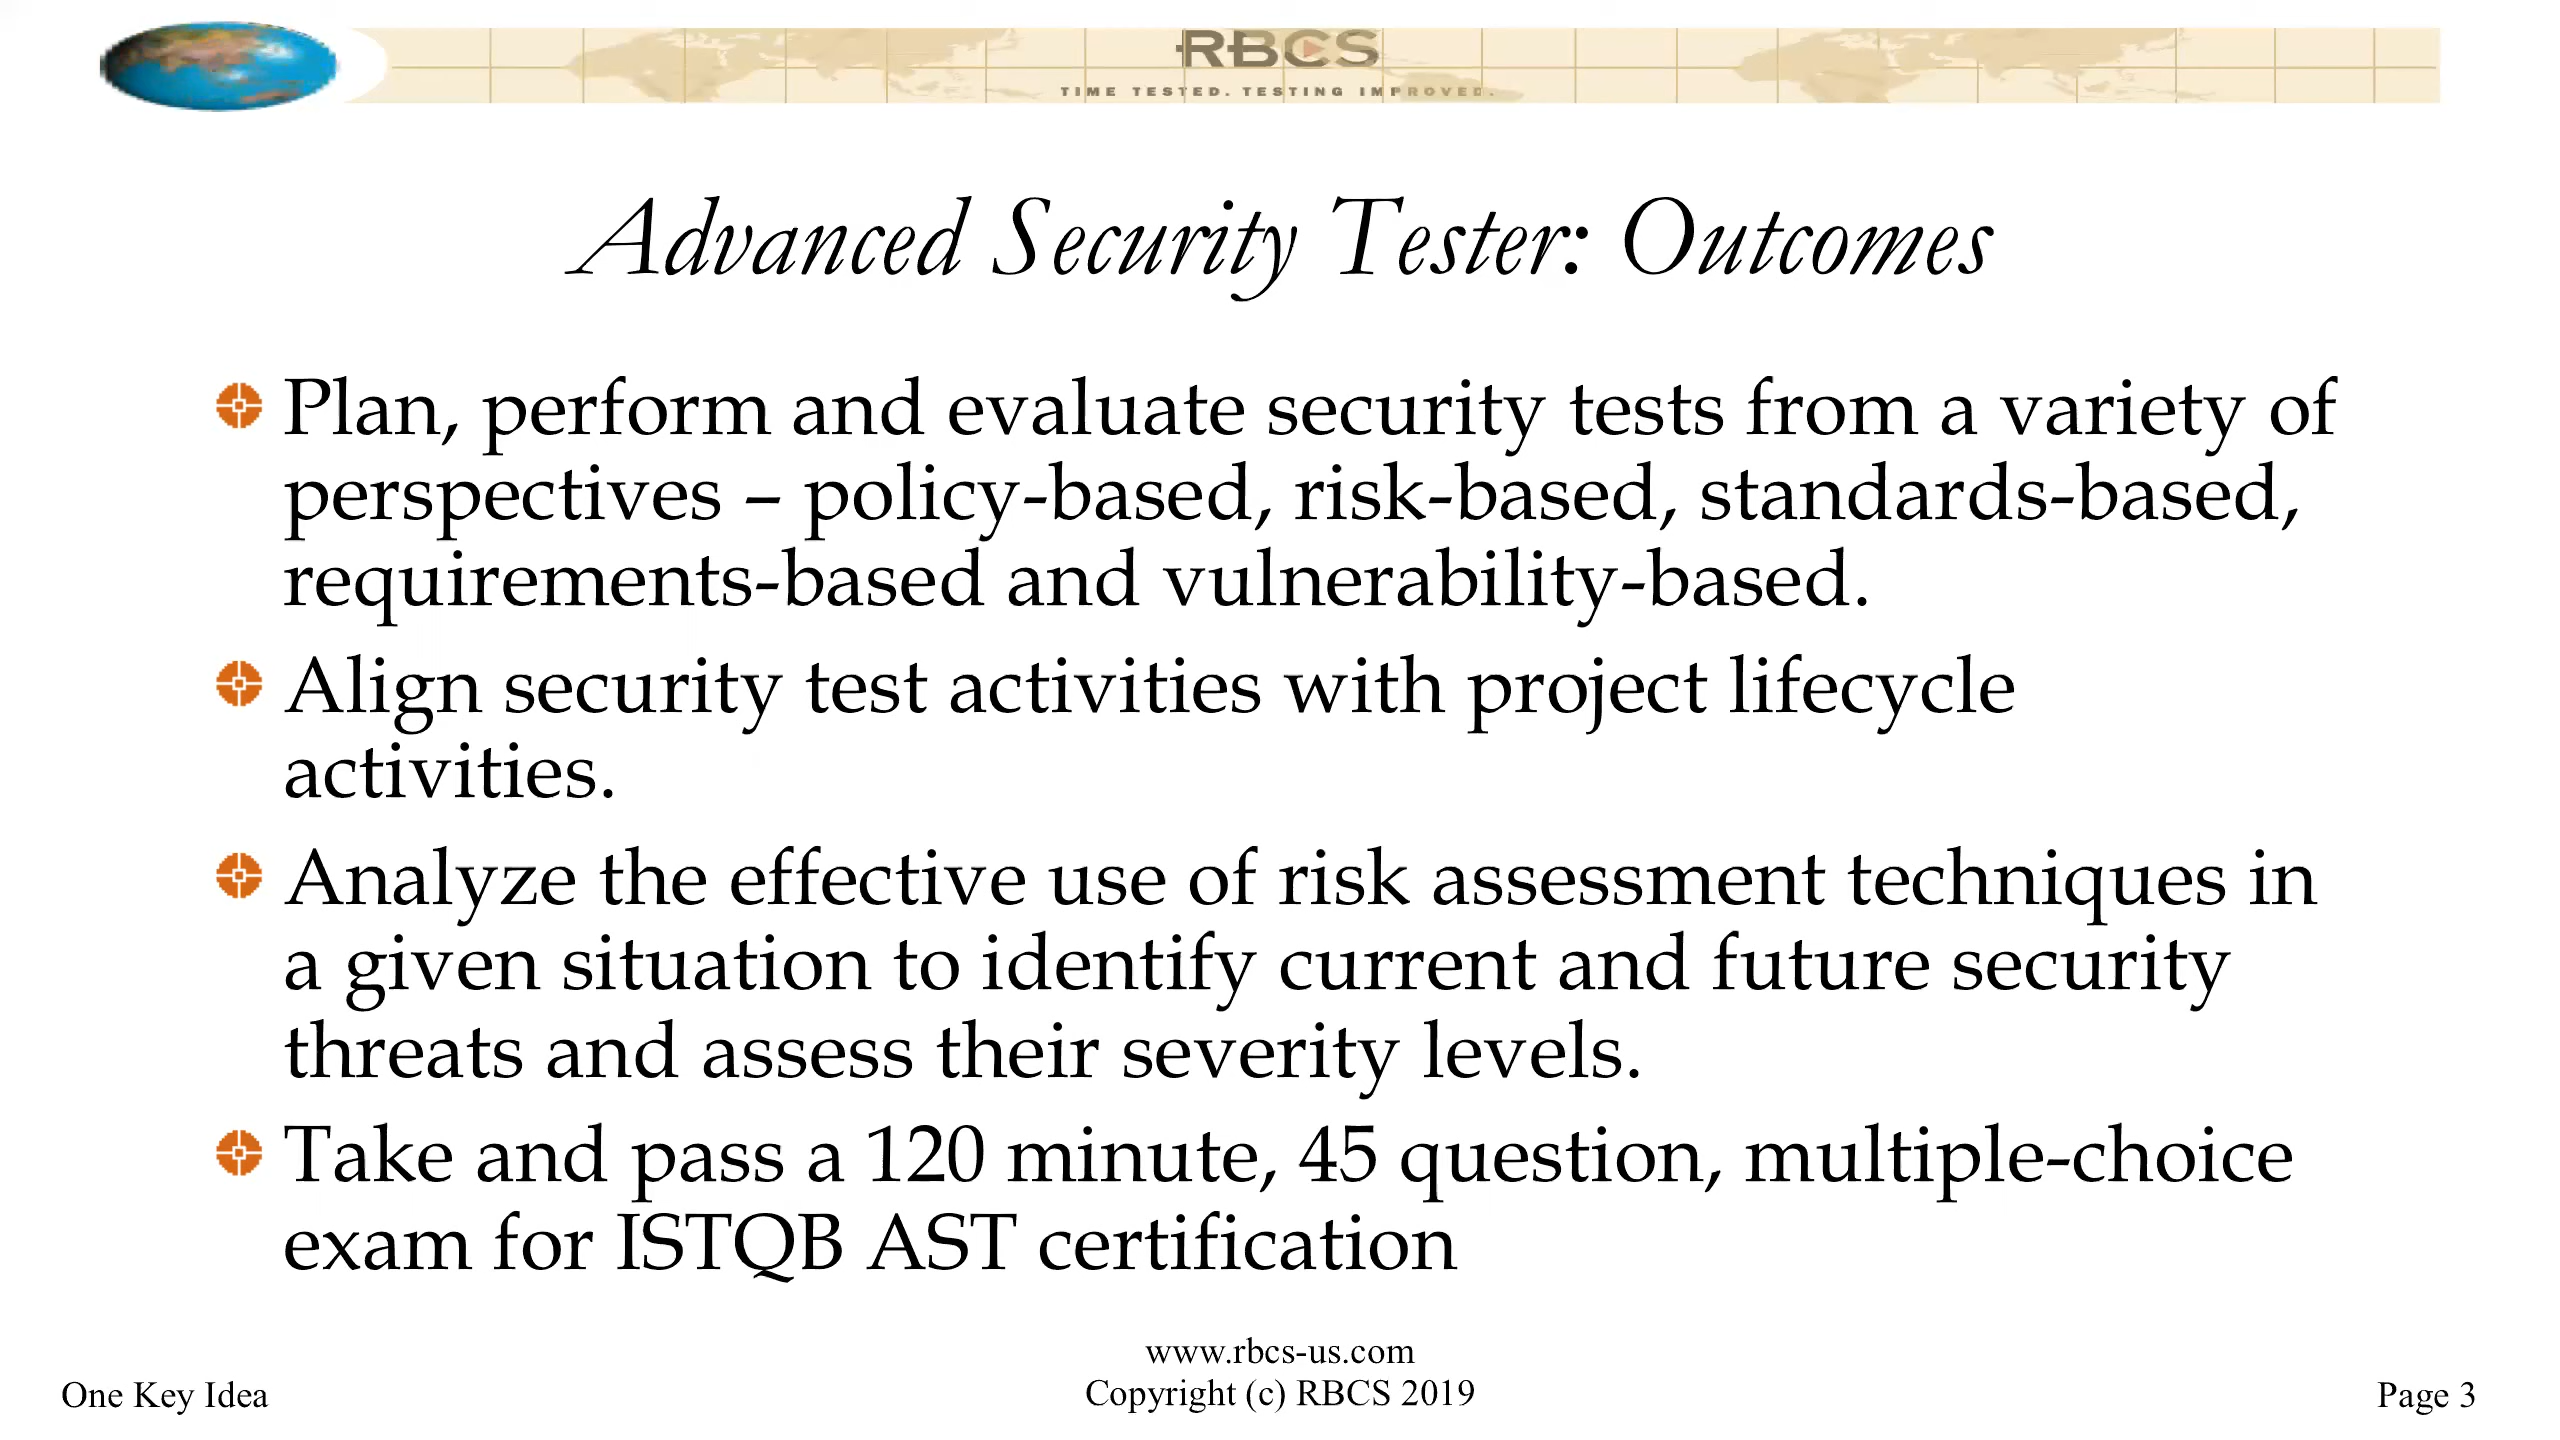 RBCS
TIME TESTED. TESTING IMPROVED.
Advanced Security Tester: Outcomes
Plan, perform and evaluate security tests from a variety of
perspectives – policy-based, risk-based, standards-based,
requirements-based and vulnerability-based.
Align security test activities with project lifecycle
activities.
Analyze the effective use of risk assessment techniques in
a given situation to identify current and future security
threats and assess their severity levels.
Take and pass a 120 minute, 45 question, multiple-choice
exam for ISTQB AST certification
www.rbcs-us.com
One Key Idea
Copyright (c) RBCS 2019
Page 3